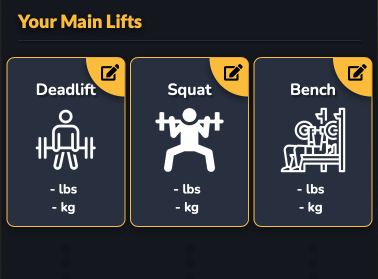 Your Main Lifts
Deadlift
- lbs
- kg
Squat
- lbs
- kg
Bench
- lbs
- kg